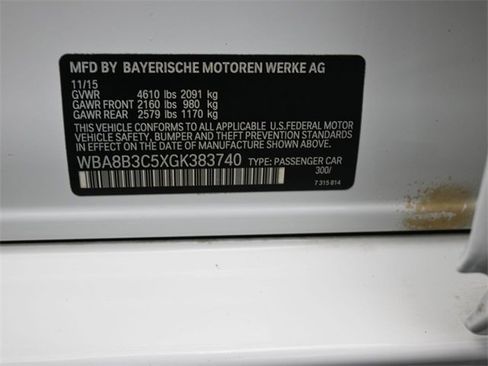 MFD BY BAYERISCHE MOTOREN WERKE AG
11/15
GVWR 4610 lbs 2091 kg
GAWR FRONT 2160 lbs 980 kg
GAWR REAR 2579 lbs 1170 kg
THIS VEHICLE CONFORMS TO ALL APPLICABLE U.S.FEDERAL MOTOR
VEHICLE SAFETY, BUMPER, AND THEFT PREVENTION STANDARDS
IN EFFECT ON THE DATE OF MANUFACTURE SHOWN ABOVE.
WBA8B3C5XGK383740 TYPE: PASSENGER CAR
300/
7 315 814